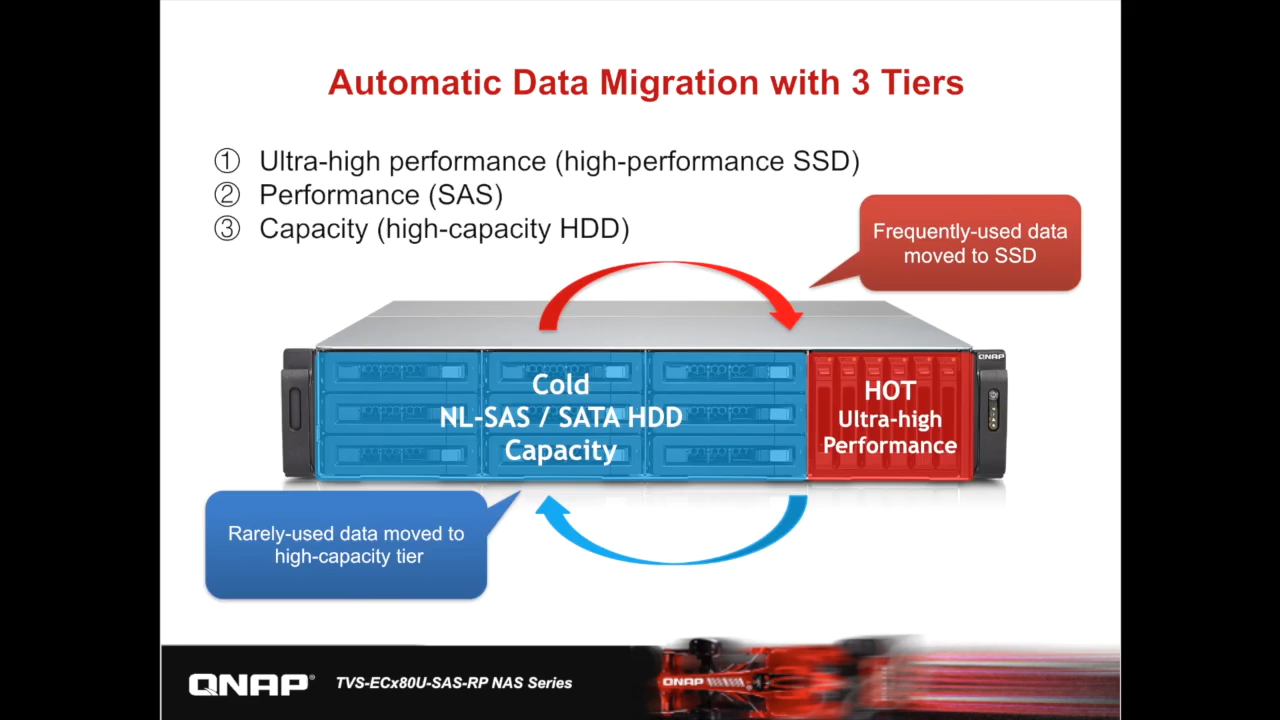 Automatic Data Migration with 3 Tiers
① Ultra-high performance (high-performance SSD)
② Performance (SAS)
③ Capacity (high-capacity HDD)
Frequently-used data
moved to SSD
QNAP
Cold
NL-SAS / SATA HDD
Capacity
HOT
Ultra-high
Performance
Rarely-used data moved to
high-capacity tier
QNAP®
TVS-ECx80U-SAS-RP NAS Series
QNAP